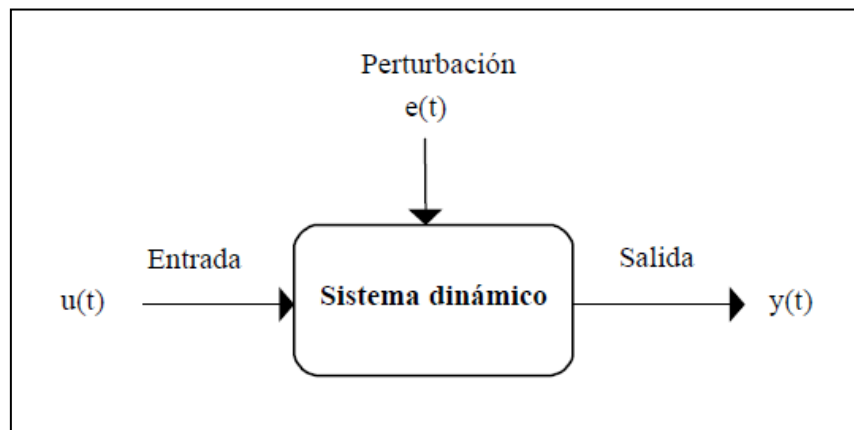 Perturbación
e(t)
Entrada
Salida
u(t)
Sistema dinámico
y(t)